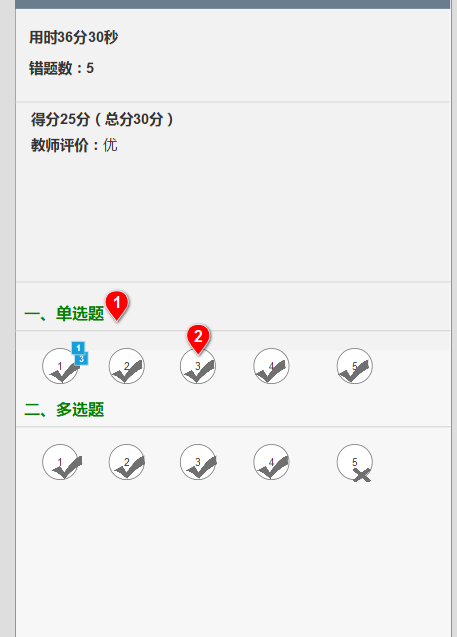 用时36分30秒
错题数：5
得分25分（总分30分）
教师评价：优
一、单选题 1
1 3
2
1 2 3 4 5
二、多选题
1 2 3 4 5